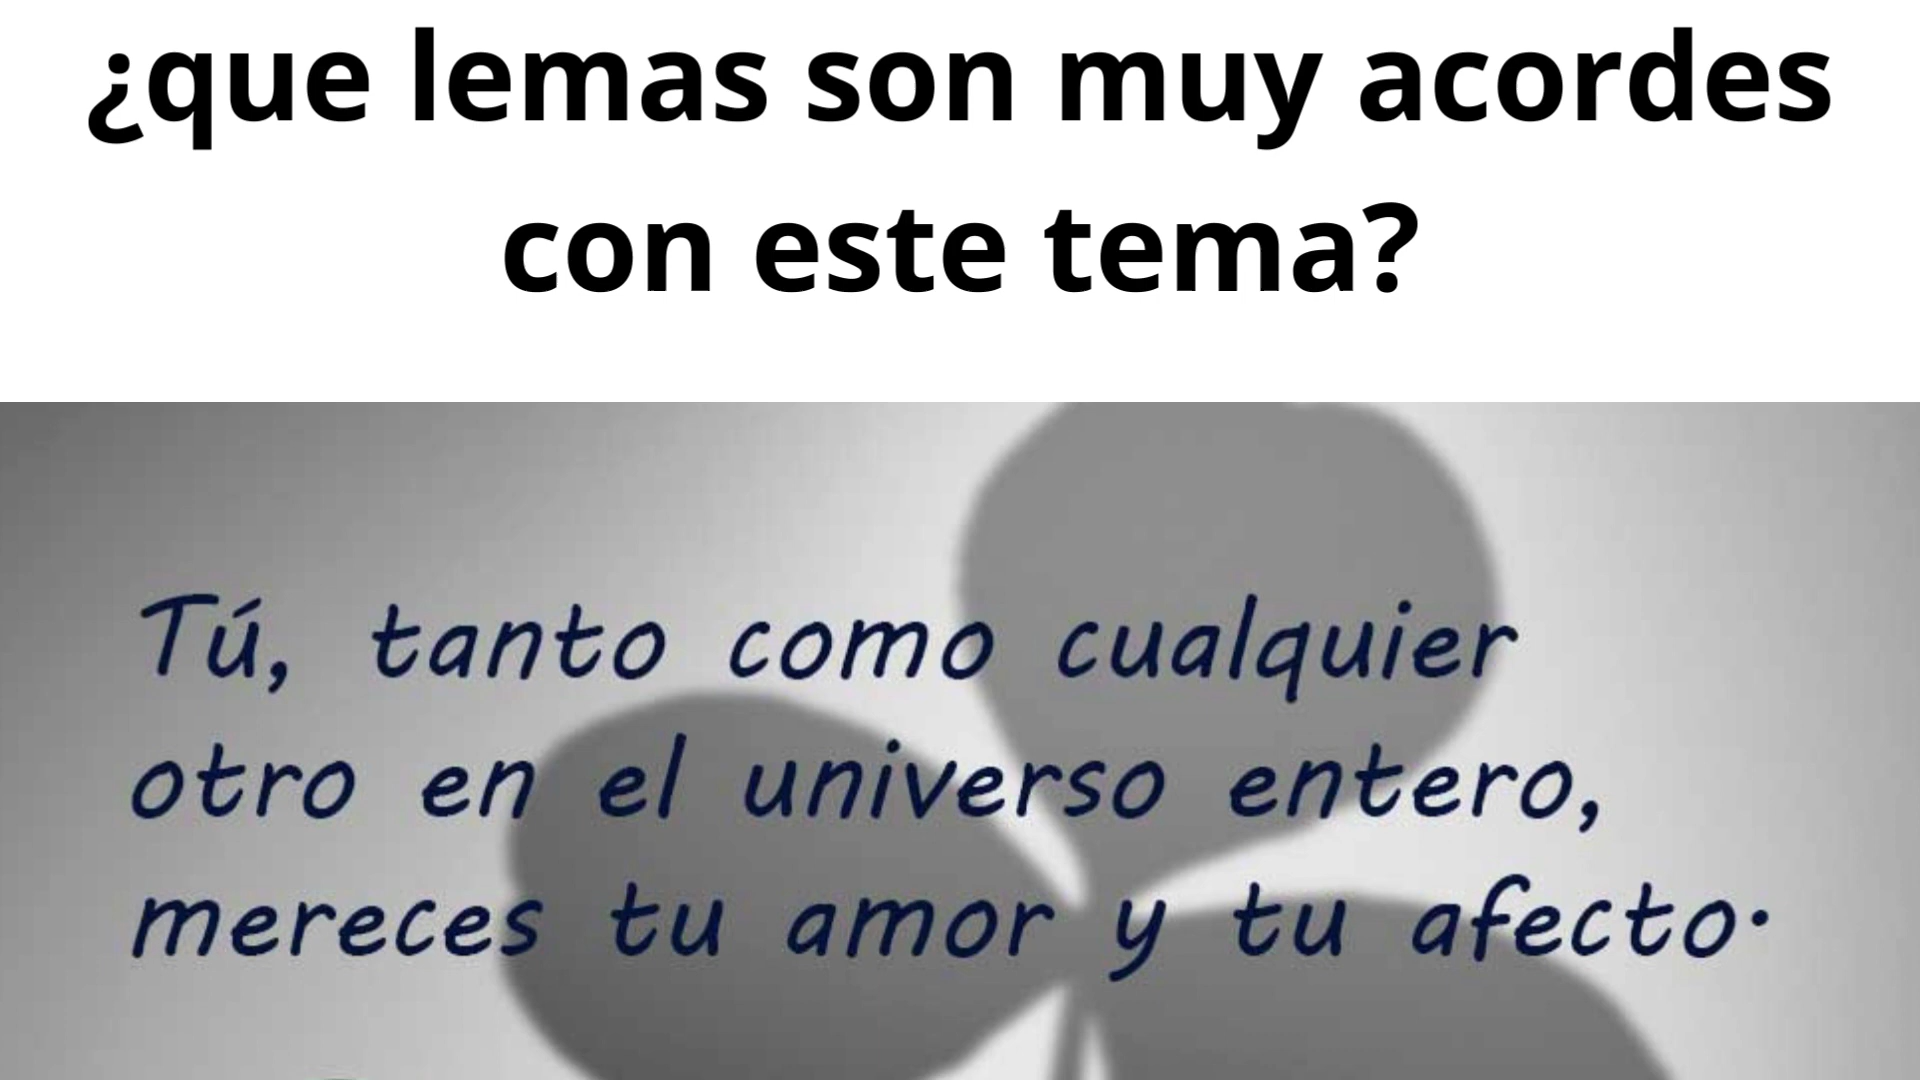 ¿que lemas son muy acordes
con este tema?
Tú, tanto como cualquier
otro en el universo entero,
mereces tu amor y tu afecto.